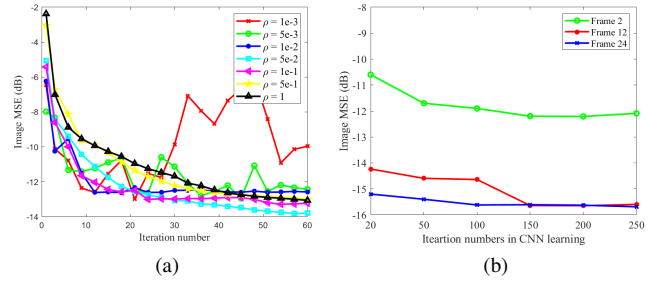 (a)
-2
-4
-6
-8
-10
-12
-14
Image MSE (dB)
0 10 20 30 40 50 60
Iteration number
ρ = 1e-3
ρ = 5e-3
ρ = 1e-2
ρ = 5e-2
ρ = 1e-1
ρ = 5e-1
ρ = 1
(a)
(b)
-8
-9
-10
-11
-12
-13
-14
-15
-16
Image MSE (dB)
20 50 100 150 200 250
Iteartion numbers in CNN learning
Frame 2
Frame 12
Frame 24
(b)